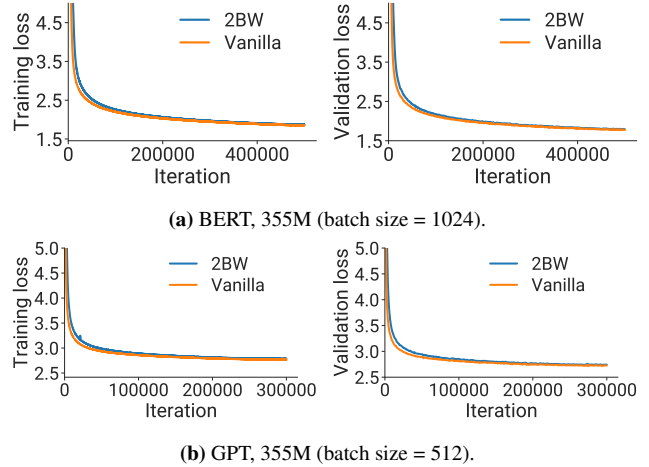 Training loss
4.5
3.5
2.5
1.5
2BW
Vanilla
0 200000 400000
Iteration
Validation loss
4.5
3.5
2.5
1.5
2BW
Vanilla
0 200000 400000
Iteration
(a) BERT, 355M (batch size = 1024).
Training loss
5.0
4.5
4.0
3.5
3.0
2.5
2BW
Vanilla
0 100000 200000 300000
Iteration
Validation loss
5.0
4.5
4.0
3.5
3.0
2.5
2BW
Vanilla
0 100000 200000 300000
Iteration
(b) GPT, 355M (batch size = 512).